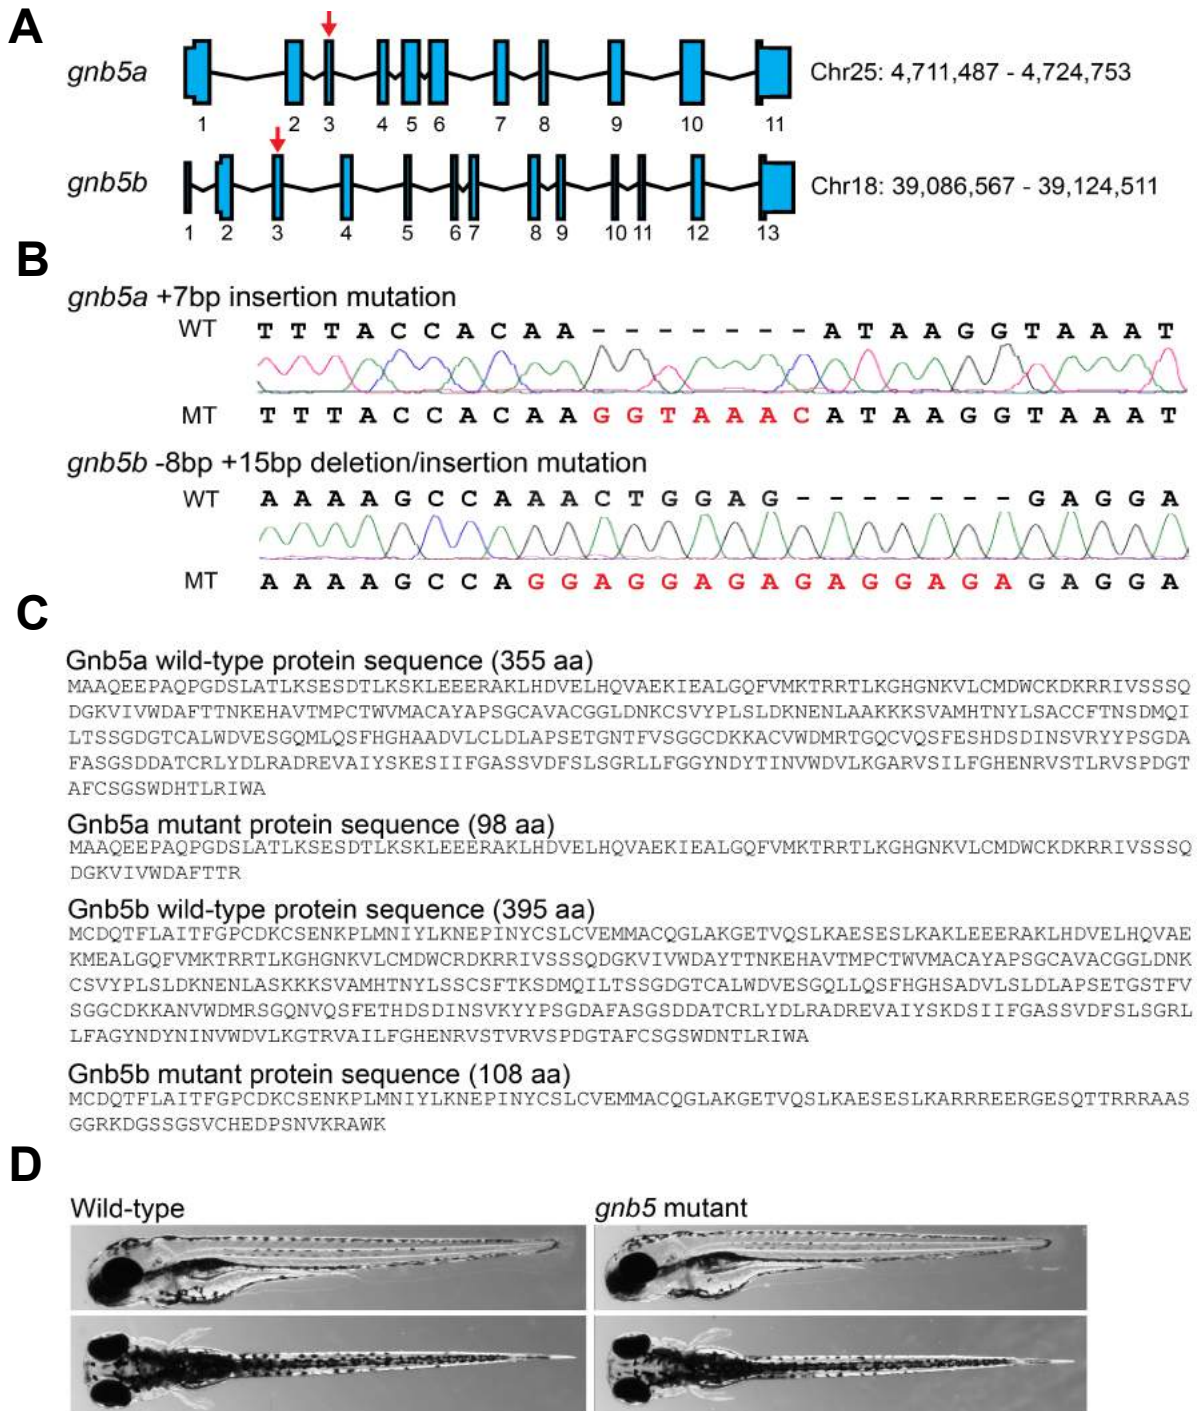 A
gnb5a
Chr25: 4,711,487 - 4,724,753
1 2 3 4 5 6 7 8 9 10 11
gnb5b
Chr18: 39,086,567 - 39,124,511
1 2 3 4 5 6 7 8 9 10 11 12 13
B
gnb5a +7bp insertion mutation
WT T T T A C C A C A A - - - - - - - A T A A G G T A A A T
MT T T T A C C A C A A G G T A A A C A T A A G G T A A A T
gnb5b -8bp +15bp deletion/insertion mutation
WT A A A A G C C A A A C T G G A G - - - - - - - G A G G A
MT A A A A G C C A G G A G G A G A G A G G A G A G A G G A
C
Gnb5a wild-type protein sequence (355 aa)
MAAQEEPAQPGDSLATLKSESDTLKSKLEEERAKLHDVELHQVAEKIEALGQFVMKTRRTLKGHGNKVLCMDWCKDKRRIVSSSQ
DGKVIVWDAFTTNKEHAVTMPCTWVMACAYAPSGCAVACGGLDNKCSVYPLSLDKNENLAAKKKSVAMHTNYLSACCFTNSDMQI
LTSSGDGTCALWDVESGQMLQSFHGHAADVLCLDLAPSETGNTFVSGGCDKKACVWDMRTGQCVQSFESHDSDINSVRYYPSGDA
FASGSDDATCRLYDLRADREVAIYSKESIIFGASSVDFSLSGRLLFGGYNDYTINVWDVLKGARVSILFGHENRVSTLRVSPDGT
AFCSGSWDHTLRIWA
Gnb5a mutant protein sequence (98 aa)
MAAQEEPAQPGDSLATLKSESDTLKSKLEEERAKLHDVELHQVAEKIEALGQFVMKTRRTLKGHGNKVLCMDWCKDKRRIVSSSQ
DGKVIVWDAFTTR
Gnb5b wild-type protein sequence (395 aa)
MCDQTFLAITFGPCDKCSENKPLMNIYLKNEPINYCSLCVEMMACQGLAKGETVQSLKAESESLKAKLEEERAKLHDVELHQVAE
KMEALGQFVMKTRRTLKGHGNKVLCMDWCRDKRRIVSSSQDGKVIVWDAYTTNKEHAVTMPCTWVMACAYAPSGCAVACGGLDNK
CSVYPLSLDKNENLASKKKSVAMHTNYLSSCSFTKSDMQILTSSGDGTCALWDVESGQLLQSFHGHSADVLSLDLAPSETGSTFV
SGGCDKKANVWDMRSGQNVQSFETHDSDINSVKYYPSGDAFASGSDDATCRLYDLRADREVAIYSKDSIIFGASSVDFSLSGRL
LFAGYNDYNINVWDVLKGTRVAILFGHENRVSTVRVSPDGTAFCSGSWDNTLRIWA
Gnb5b mutant protein sequence (108 aa)
MCDQTFLAITFGPCDKCSENKPLMNIYLKNEPINYCSLCVEMMACQGLAKGETVQSLKAESESLKARRREERGESQTTRRRAAS
GGRKDGSSGSVCHEDPSNVKRAWK
D
Wild-type
gnb5 mutant